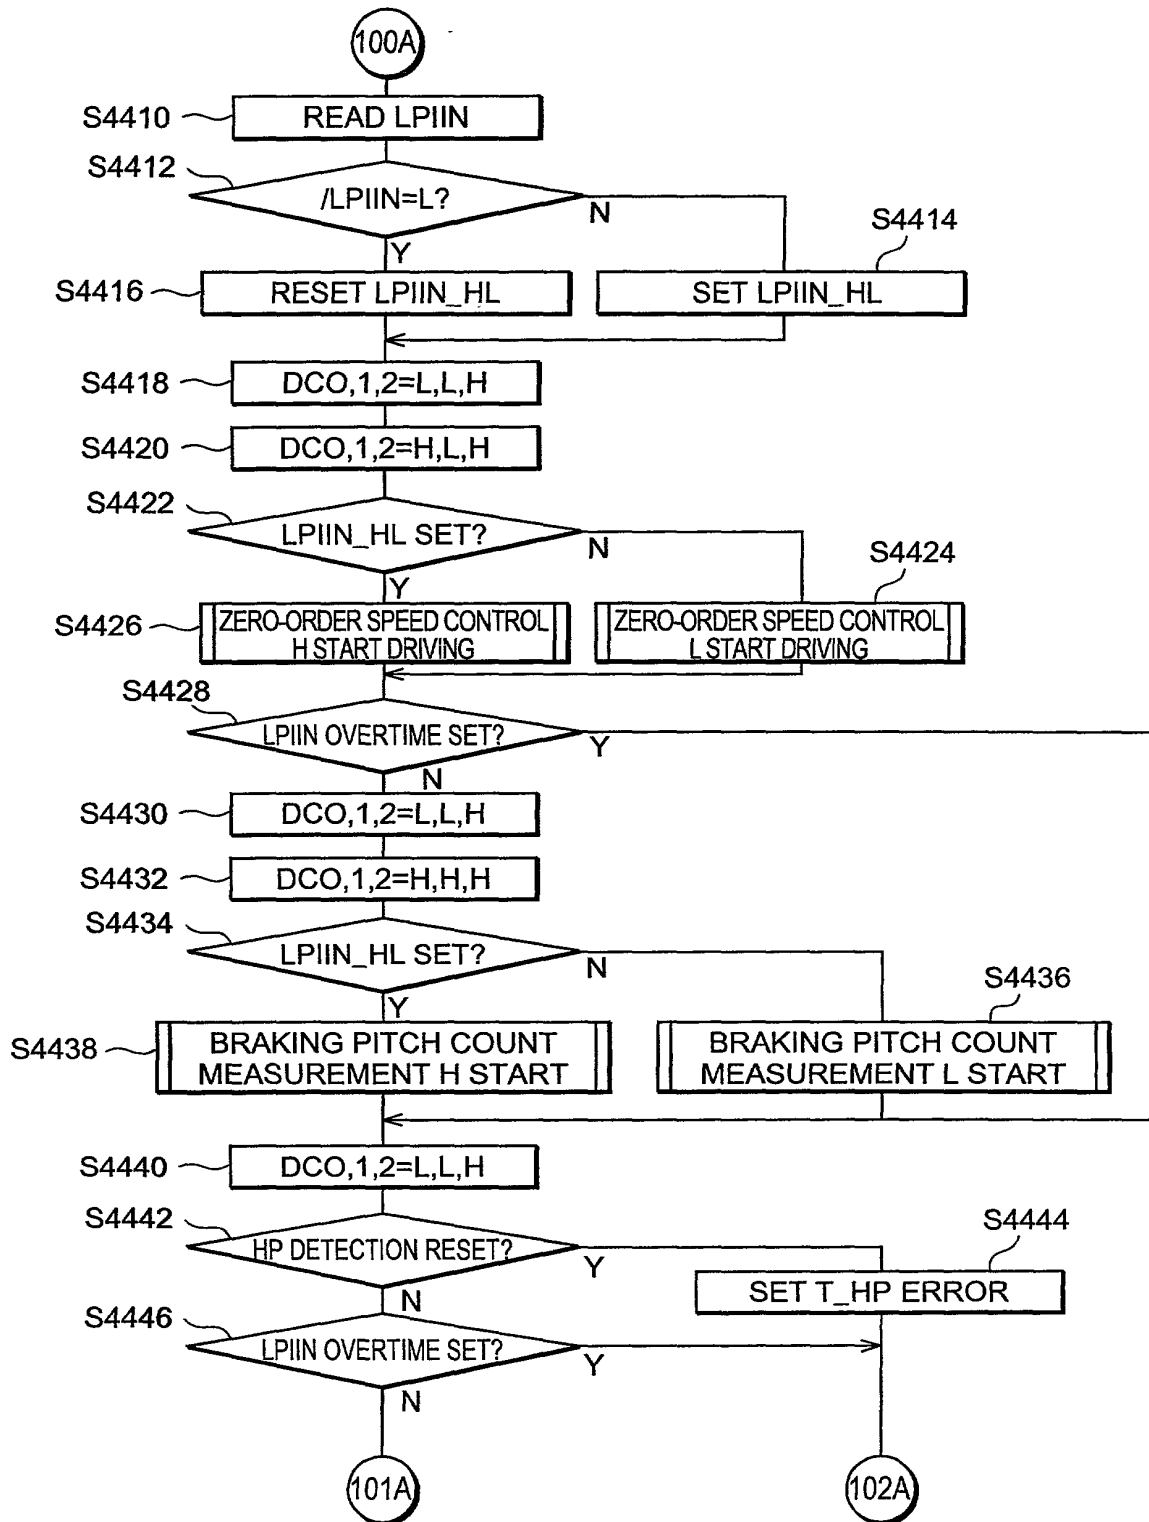 100A
S4410
READ LPIIN
S4412
/LPIIN=L?
N
Y
S4414
S4416
RESET LPIIN_HL
SET LPIIN_HL
S4418
DCO,1,2=L,L,H
S4420
DCO,1,2=H,L,H
S4422
LPIIN_HL SET?
N
Y
S4424
S4426
ZERO-ORDER SPEED CONTROL
H START DRIVING
ZERO-ORDER SPEED CONTROL
L START DRIVING
S4428
LPIIN OVERTIME SET?
Y
N
S4430
DCO,1,2=L,L,H
S4432
DCO,1,2=H,H,H
S4434
LPIIN_HL SET?
N
Y
S4436
S4438
BRAKING PITCH COUNT
MEASUREMENT H START
BRAKING PITCH COUNT
MEASUREMENT L START
S4440
DCO,1,2=L,L,H
S4442
HP DETECTION RESET?
Y
N
S4444
SET T_HP ERROR
S4446
LPIIN OVERTIME SET?
Y
N
101A
102A